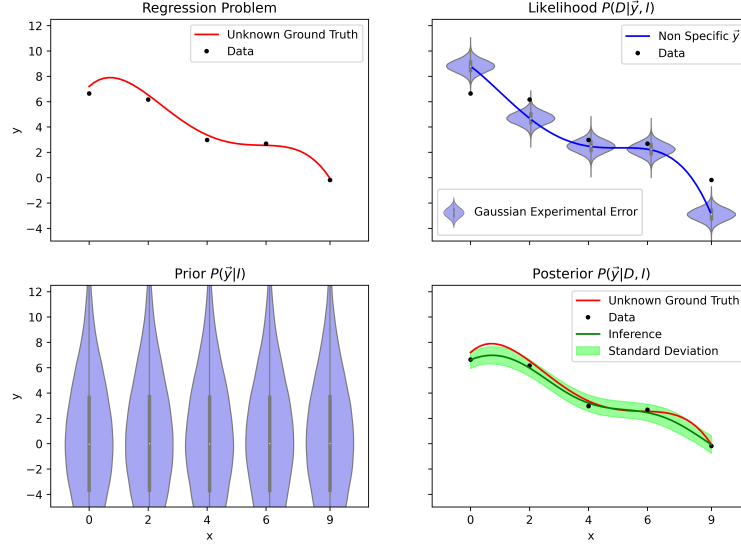 Regression Problem
Unknown Ground Truth
Data
12
10
8
6
4
2
0
−2
−4
y
Likelihood P(D|y⃗, I)
Non Specific y⃗
Data
Gaussian Experimental Error
Prior P(y⃗|I)
12
10
8
6
4
2
0
−2
−4
y
0 2 4 6 9
x
Posterior P(y⃗|D, I)
Unknown Ground Truth
Data
Inference
Standard Deviation
0 2 4 6 9
x